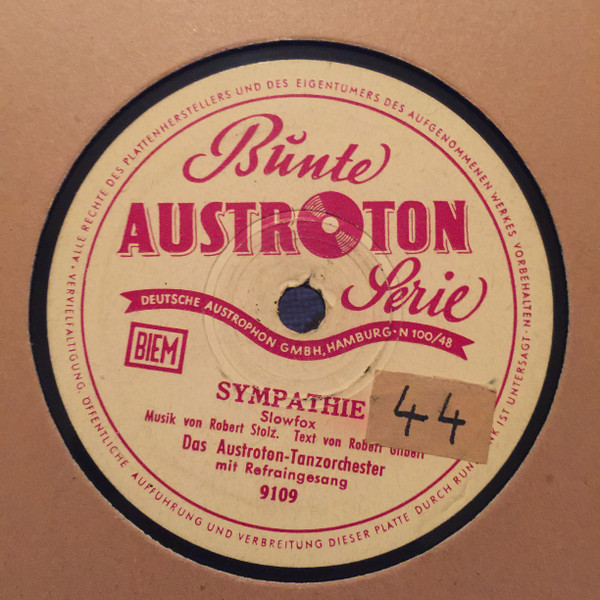 • ALLE RECHTE DES PLATTENHERSTELLERS UND DES EIGENTUMERS DES AUFGENOMMENEN WERKES VORBEHALTEN •
Bunte
AUSTROTON
Serie
DEUTSCHE AUSTROPHON GMBH, HAMBURG • N 100/48
BIEM
SYMPATHIE
Slowfox
Musik von Robert Stolz. Text von Robert Gilbert
44
Das Austroton-Tanzorchester
mit Refraingesang
9109
VERVIELFÄLTIGUNG, ÖFFENTLICHE AUFFÜHRUNG UND VERBREITUNG DIESER PLATTE DURCH IST UNTERSAGT •